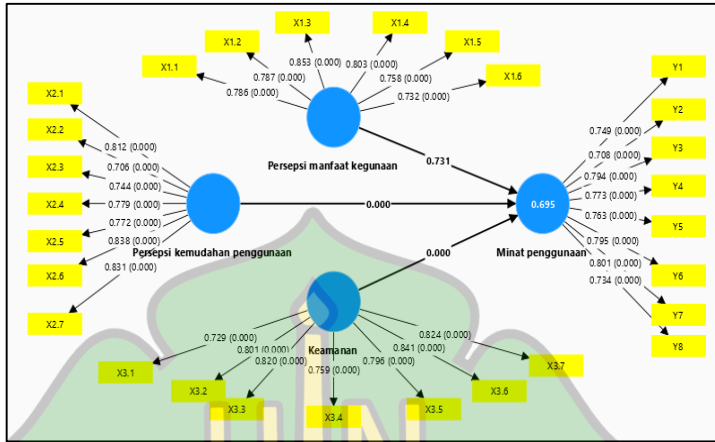 X1.3
X1.4
X1.2
X1.5
X1.1
X1.6
0.853 (0.000)
0.803 (0.000)
0.787 (0.000)
0.758 (0.000)
0.786 (0.000)
0.732 (0.000)
Persepsi manfaat kegunaan
0.731
X2.1
X2.2
X2.3
X2.4
X2.5
X2.6
X2.7
0.812 (0.000)
0.706 (0.000)
0.744 (0.000)
0.779 (0.000)
0.772 (0.000)
0.838 (0.000)
0.831 (0.000)
Persepsi kemudahan penggunaan
0.000
0.000
0.695
Minat penggunaan
Y1
Y2
Y3
Y4
Y5
Y6
Y7
Y8
0.749 (0.000)
0.708 (0.000)
0.794 (0.000)
0.773 (0.000)
0.763 (0.000)
0.795 (0.000)
0.801 (0.000)
0.734 (0.000)
Keamanan
0.729 (0.000)
0.801 (0.000)
0.820 (0.000)
0.759 (0.000)
0.796 (0.000)
0.841 (0.000)
0.824 (0.000)
X3.1
X3.2
X3.3
X3.4
X3.5
X3.6
X3.7